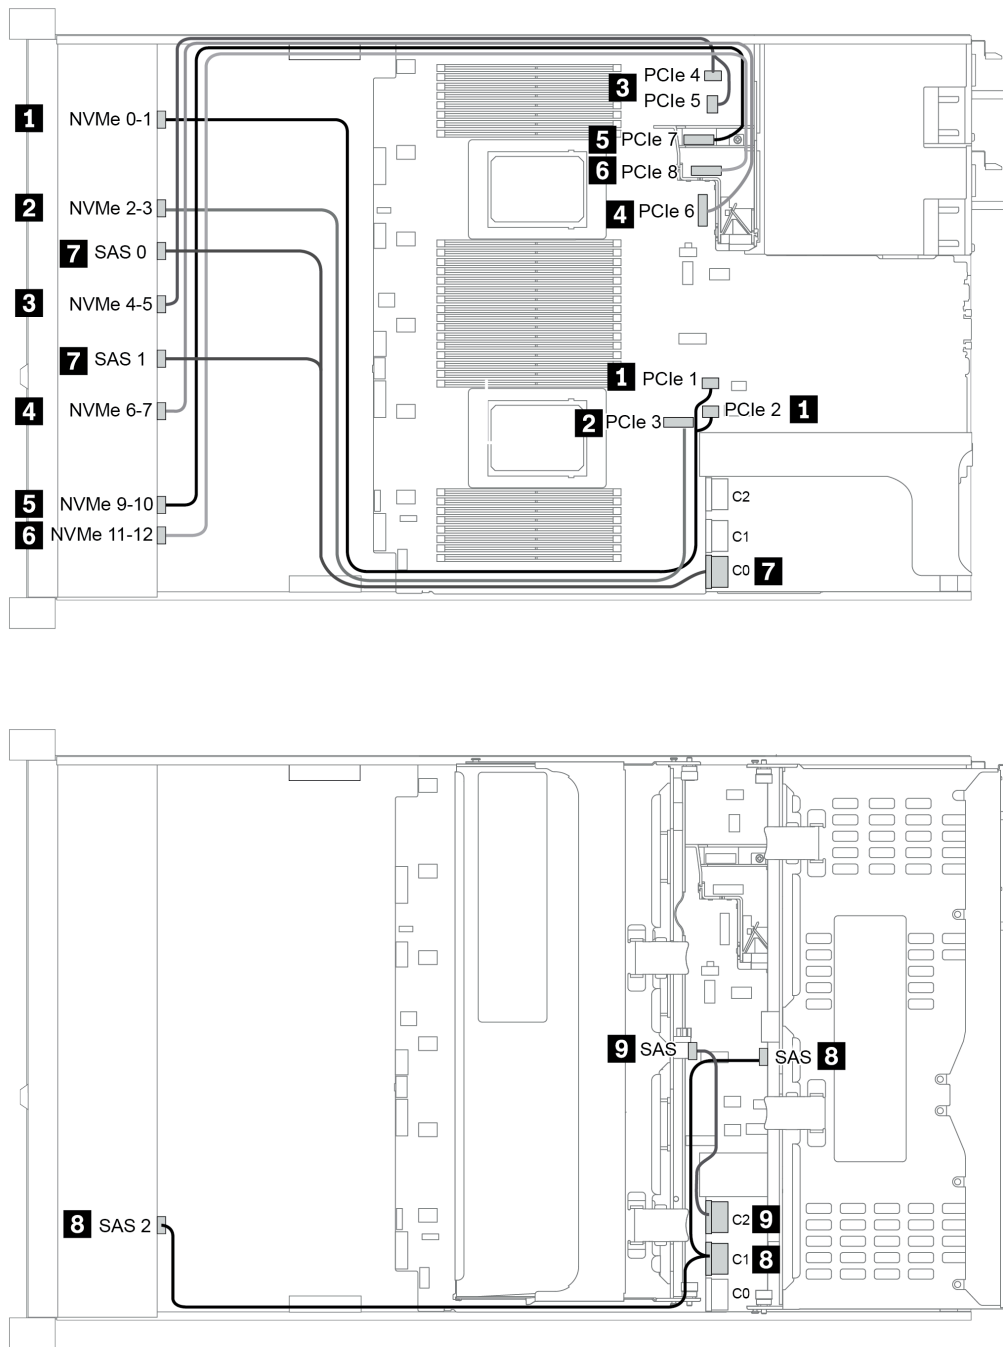 3 PCIe 4
PCIe 5
1 NVMe 0-1
5 PCIe 7
6 PCIe 8
2 NVMe 2-3
4 PCIe 6
7 SAS 0
3 NVMe 4-5
7 SAS 1
1 PCIe 1
4 NVMe 6-7
PCIe 2 1
2 PCIe 3
5 NVMe 9-10
C2
6 NVMe 11-12
C1
C0 7
9 SAS
SAS 8
8 SAS 2
C2 9
C1 8
C0